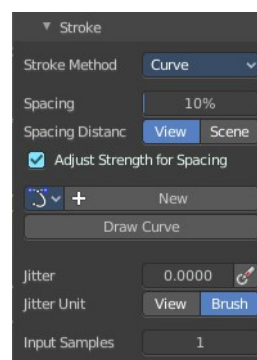 Stroke
Stroke Method Curve
Spacing 10%
Spacing Distanc View Scene
Adjust Strength for Spacing
New
Draw Curve
Jitter 0.0000
Jitter Unit View Brush
Input Samples 1